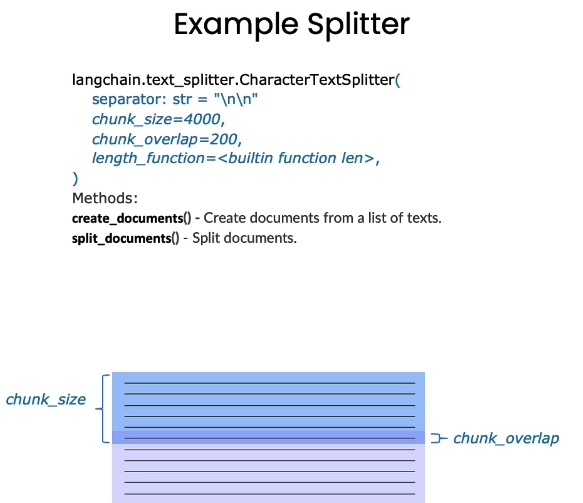 Example Splitter
langchain.text_splitter.CharacterTextSplitter(
separator: str = "\n\n"
chunk_size=4000,
chunk_overlap=200,
length_function=<builtin function len>,
)
Methods:
create_documents() - Create documents from a list of texts.
split_documents() - Split documents.
chunk_size
chunk_overlap